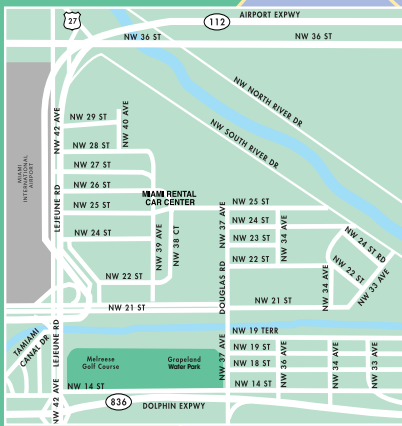 AIRPORT EXPWY
27
112
NW 36 ST
NW 36 ST
NW NORTH RIVER DR
NW SOUTH RIVER DR
NW 42 AVE
NW 29 ST
NW 40 AVE
NW 28 ST
NW 27 ST
MIAMI
INTERNATIONAL
AIRPORT
LEJEUNE RD
NW 26 ST
MIAMI RENTAL
CAR CENTER
NW 25 ST
NW 25 ST
NW 24 ST
NW 24 ST
NW 39 AVE
NW 38 CT
NW 37 AVE
NW 23 ST
NW 34 AVE
NW 24 ST RD
NW 22 ST
NW 22 ST
NW 22 ST
NW 33 AVE
DOUGLAS RD
NW 34 AVE
NW 21 ST
NW 21 ST
TAMIAMI
CANAL DR
LEJEUNE RD
NW 19 TERR
NW 37 AVE
NW 19 ST
NW 18 ST
NW 14 ST
NW 36 AVE
NW 34 AVE
NW 33 AVE
Melreese
Golf Course
Grapeland
Water Park
NW 14 ST
NW 42 AVE
836
DOLPHIN EXPWY